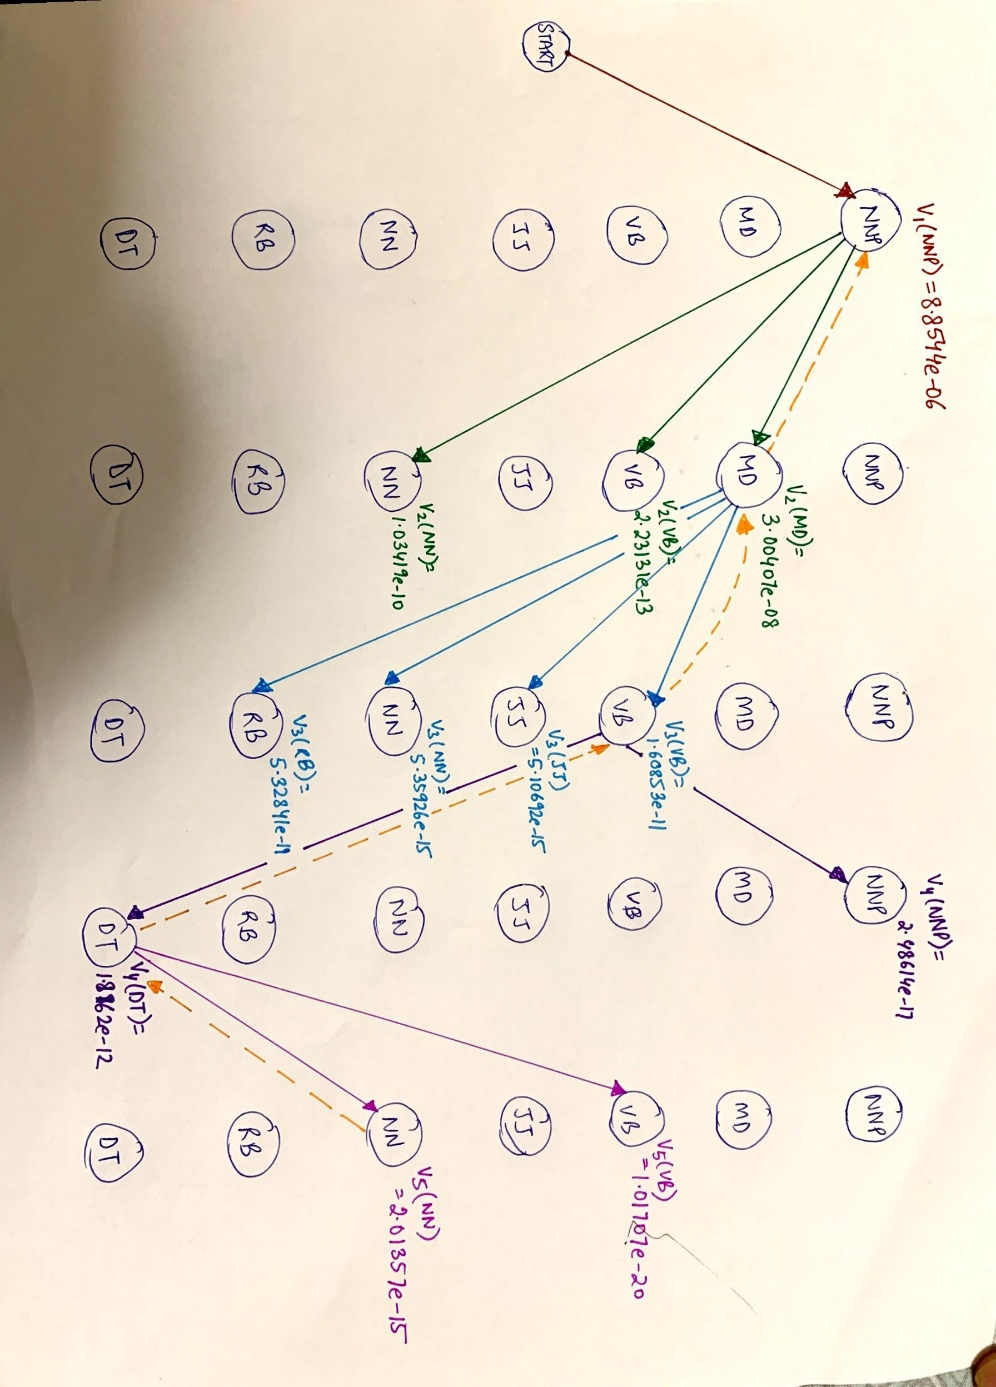 START
V₁(NNP) = 8.8544e-06
NNP
MD
VB
JJ
NN
RB
DT
NNP
MD
V₂(MD)=
3.00407e-08
VB
V₂(VB)=
2.23131e-13
JJ
NN
V₂(NN)=
1.03419e-10
RB
DT
NNP
MD
VB
V₃(VB)=
1.60853e-11
JJ
V₃(JJ)
=5.10692e-15
NN
V₃(NN)=
5.35926e-15
RB
V₃(RB)=
5.32841e-19
DT
V₄(NNP)=
2.48614e-17
NNP
MD
VB
JJ
NN
RB
DT
V₄(DT)=
1.8862e-12
NNP
MD
VB
V₅(VB)
=1.01707e-20
JJ
NN
V₅(NN)
=2.01357e-15
RB
DT